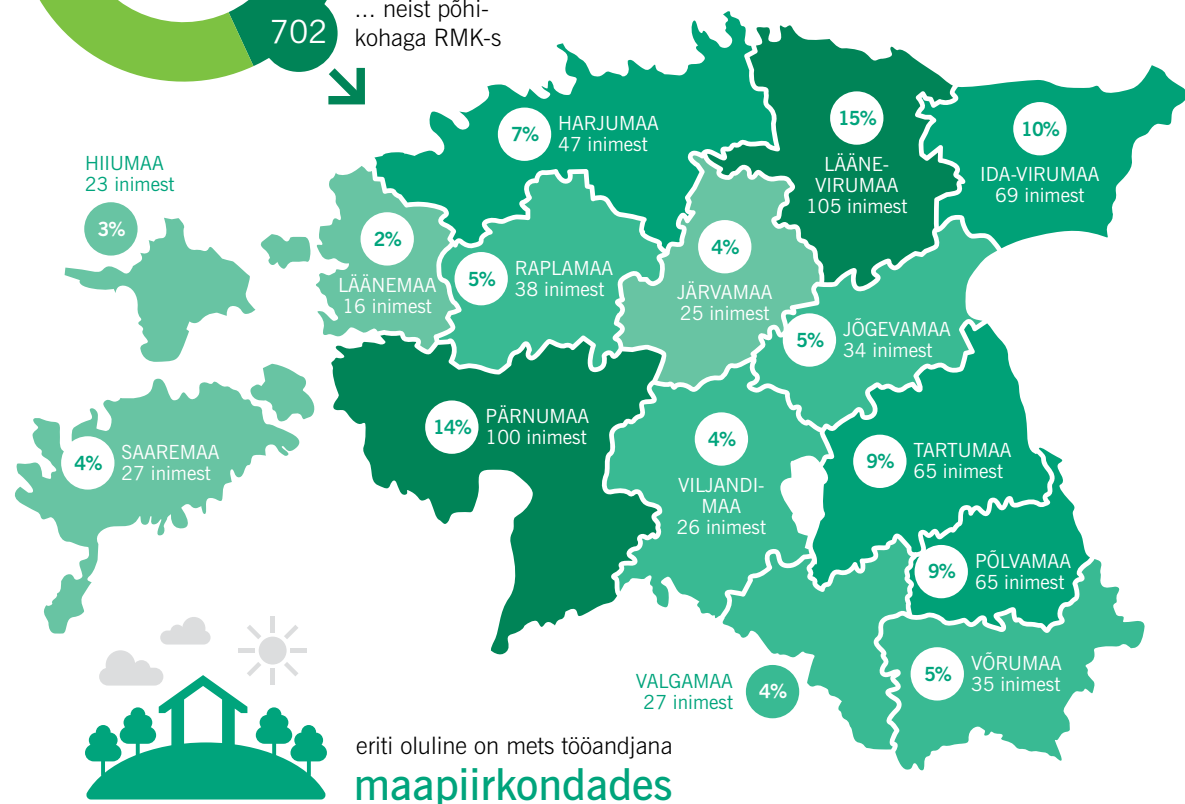 702
... neist põhi-
kohaga RMK-s
7%
HARJUMAA
47 inimest
15%
LÄÄNE-
VIRUMAA
105 inimest
10%
IDA-VIRUMAA
69 inimest
HIIUMAA
23 inimest
3%
2%
LÄÄNEMAA
16 inimest
5%
RAPLAMAA
38 inimest
4%
JÄRVAMAA
25 inimest
5%
JÕGEVAMAA
34 inimest
14%
PÄRNUMAA
100 inimest
4%
SAAREMAA
27 inimest
4%
VILJANDI-
MAA
26 inimest
9%
TARTUMAA
65 inimest
9%
PÕLVAMAA
65 inimest
VALGAMAA
27 inimest
4%
5%
VÕRUMAA
35 inimest
eriti oluline on mets tööandjana
maapiirkondades